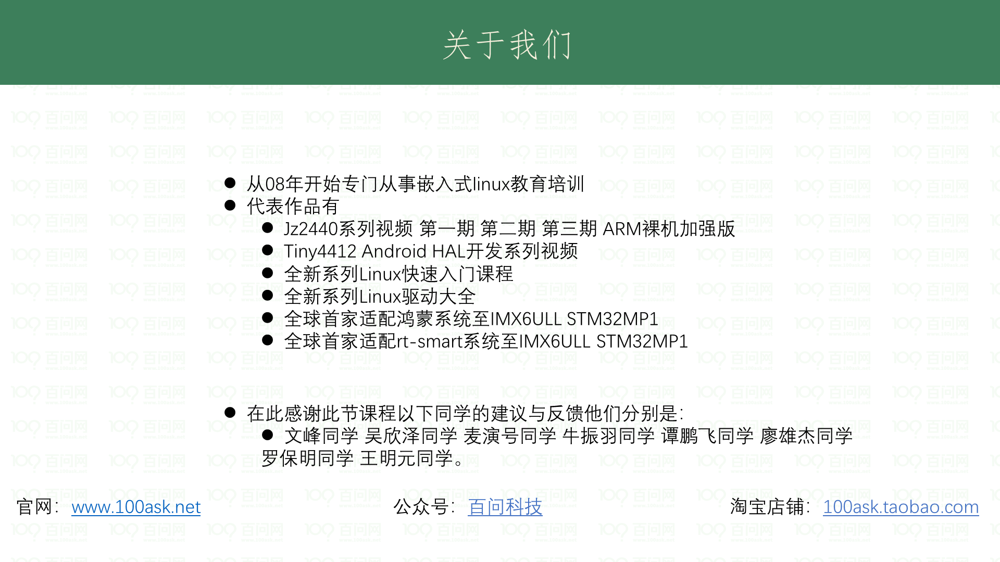 关于我们
从08年开始专门从事嵌入式linux教育培训
代表作品有
Jz2440系列视频 第一期 第二期 第三期 ARM裸机加强版
Tiny4412 Android HAL开发系列视频
全新系列Linux快速入门课程
全新系列Linux驱动大全
全球首家适配鸿蒙系统至IMX6ULL STM32MP1
全球首家适配rt-smart系统至IMX6ULL STM32MP1
在此感谢此节课程以下同学的建议与反馈他们分别是：
文峰同学 吴欣泽同学 麦演号同学 牛振羽同学 谭鹏飞同学 廖雄杰同学
罗保明同学 王明元同学。
官网：www.100ask.net 公众号：百问科技 淘宝店铺：100ask.taobao.com